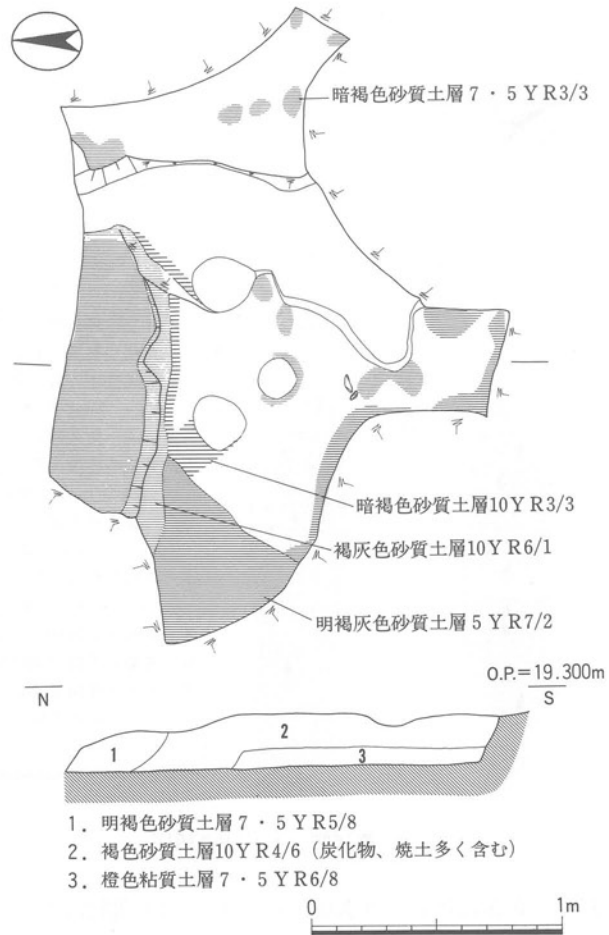 暗褐色砂質土層7・5YR3/3
暗褐色砂質土層10YR3/3
褐灰色砂質土層10YR6/1
明褐灰色砂質土層5YR7/2
O.P.=19.300m
N
S
1
2
3
1. 明褐色砂質土層7・5YR5/8
2. 褐色砂質土層10YR4/6(炭化物、焼土多く含む)
3. 橙色粘質土層7・5YR6/8
0
1m